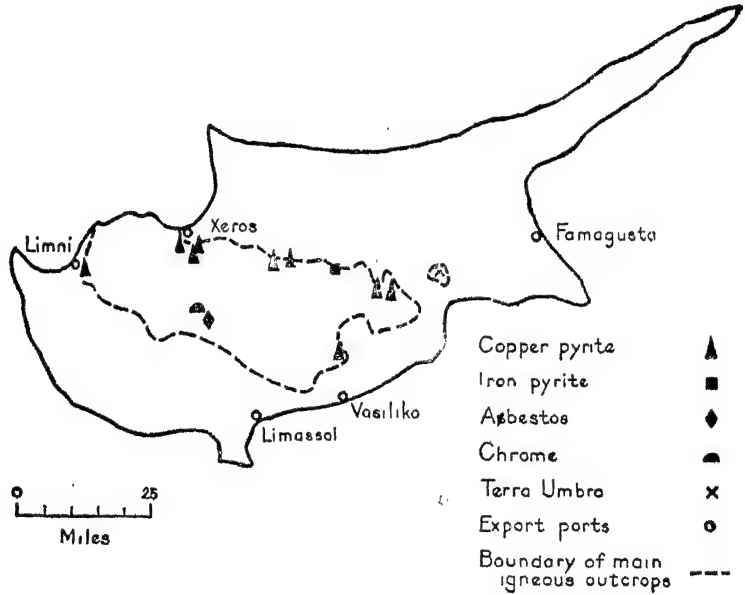 Limni
Xeros
Famagusta
Vasiliko
Limassol
0 25
Miles
Copper pyrite
Iron pyrite
Asbestos
Chrome
Terra Umbra
Export ports
Boundary of main
igneous outcrops